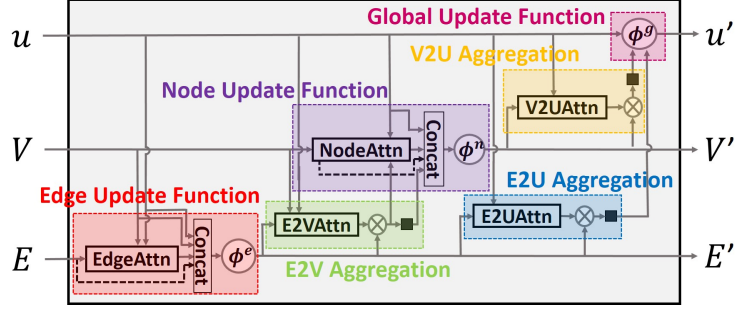 Global Update Function
u
ϕ^g
u'
V2U Aggregation
Node Update Function
V2UAttn
Concat
V
NodeAttn
ϕ^n
V'
Edge Update Function
E2U Aggregation
E2VAttn
E2UAttn
Concat
E
EdgeAttn
ϕ^e
E2V Aggregation
E'